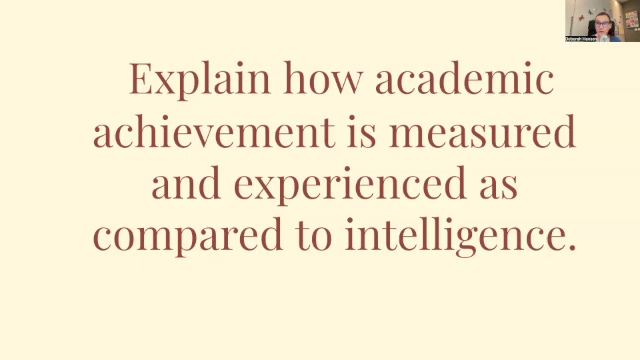 Explain how academic
achievement is measured
and experienced as
compared to intelligence.